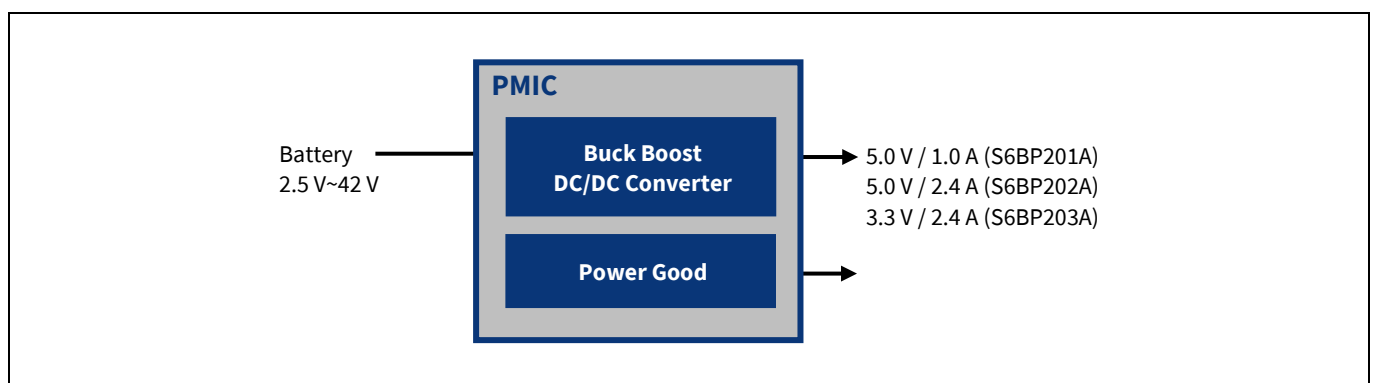 PMIC
Battery
2.5 V~42 V
Buck Boost
DC/DC Converter
5.0 V / 1.0 A (S6BP201A)
5.0 V / 2.4 A (S6BP202A)
3.3 V / 2.4 A (S6BP203A)
Power Good